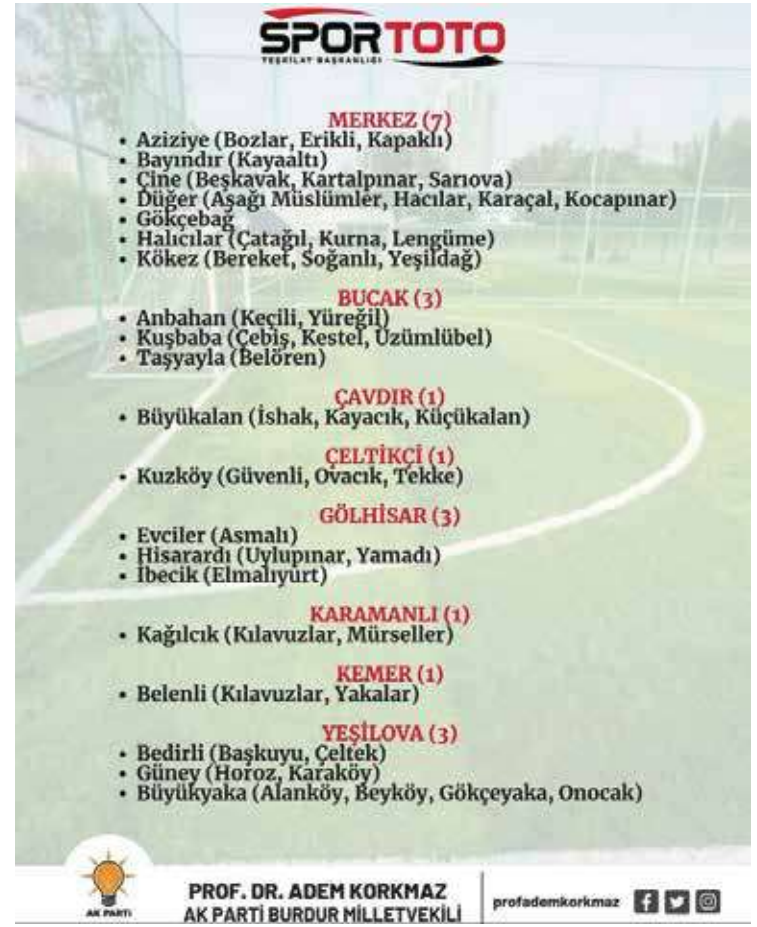 SPORTOTO
TEŞKİLAT BAŞKANLIĞI
MERKEZ (7)
• Aziziye (Bozlar, Erikli, Kapaklı)
• Bayındır (Kayaaltı)
• Çine (Beşkavak, Kartalpınar, Sarıova)
• Düğer (Aşağı Müslümler, Hacılar, Karaçal, Kocapınar)
• Gökçebağ
• Halıcılar (Çatağıl, Kurna, Lengüme)
• Kökez (Bereket, Soğanlı, Yeşildağ)
BUCAK (3)
• Anbahan (Keçili, Yüreğil)
• Kuşbaba (Çebiş, Kestel, Üzümlübel)
• Taşyayla (Belören)
ÇAVDIR (1)
• Büyükalan (İshak, Kayacık, Küçükalan)
ÇELTİKÇİ (1)
• Kuzköy (Güvenli, Ovacık, Tekke)
GÖLHİSAR (3)
• Evciler (Asmalı)
• Hisarardı (Uylupınar, Yamadı)
• İbecik (Elmalıyurt)
KARAMANLI (1)
• Kağılcık (Kılavuzlar, Mürseller)
KEMER (1)
• Belenli (Kılavuzlar, Yakalar)
YEŞİLOVA (3)
• Bedirli (Başkuyu, Çeltek)
• Güney (Horoz, Karaköy)
• Büyükyaka (Alanköy, Beyköy, Gökçeyaka, Onocak)
AK PARTİ
PROF. DR. ADEM KORKMAZ
AK PARTİ BURDUR MİLLETVEKİLİ
profademkorkmaz